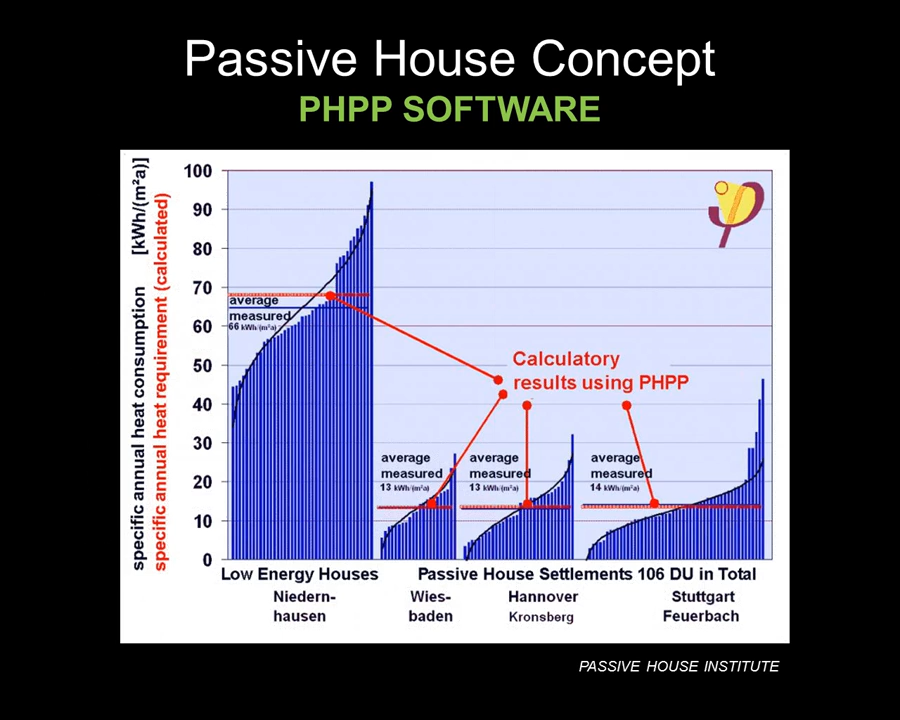 Passive House Concept
PHPP SOFTWARE
specific annual heat consumption [kWh/(m²a)]
specific annual heat requirement (calculated)
100
90
80
70
60
50
40
30
20
10
0
average
measured
66 kWh/(m²a)
Calculatory
results using PHPP
average
measured
13 kWh/(m²a)
average
measured
13 kWh/(m²a)
average
measured
14 kWh/(m²a)
Low Energy Houses
Passive House Settlements 106 DU in Total
Niedern-
hausen
Wies-
baden
Hannover
Kronsberg
Stuttgart
Feuerbach
PASSIVE HOUSE INSTITUTE